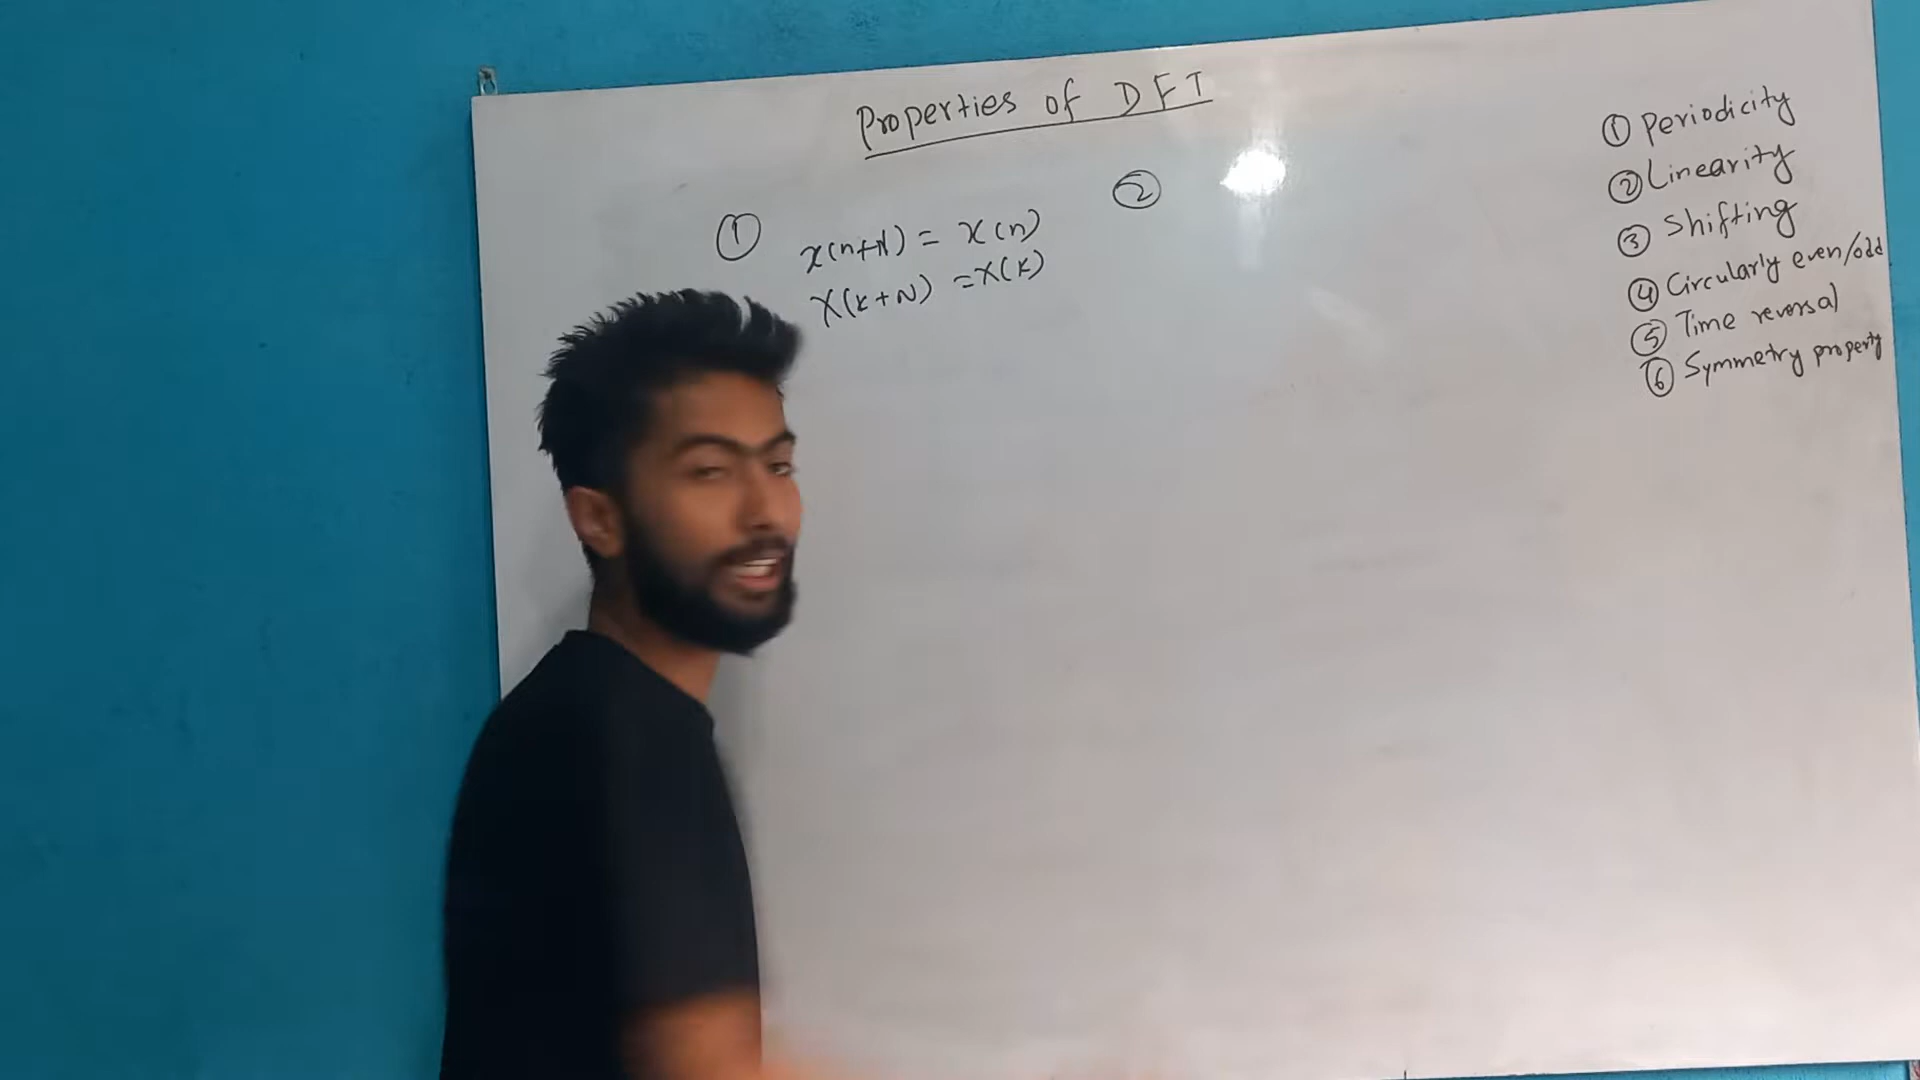 Properties of DFT
①
x(n+N) = x(n)
X(k+N) = X(k)
②
① Periodicity
② Linearity
③ Shifting
④ Circularly even/odd
⑤ Time reversal
⑥ Symmetry property